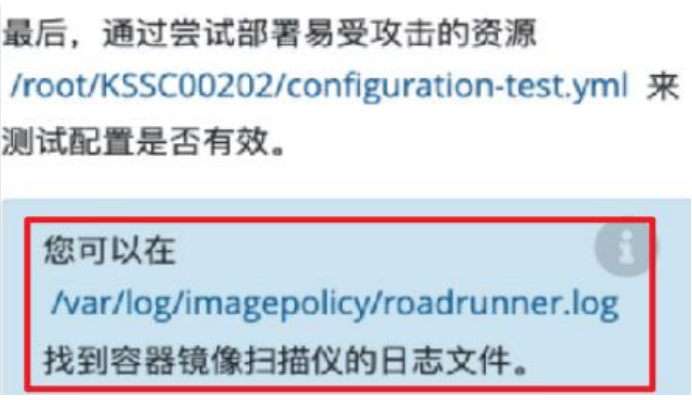 最后，通过尝试部署易受攻击的资源
/root/KSSC00202/configuration-test.yml 来
测试配置是否有效。
您可以在
/var/log/imagepolicy/roadrunner.log
找到容器镜像扫描仪的日志文件。